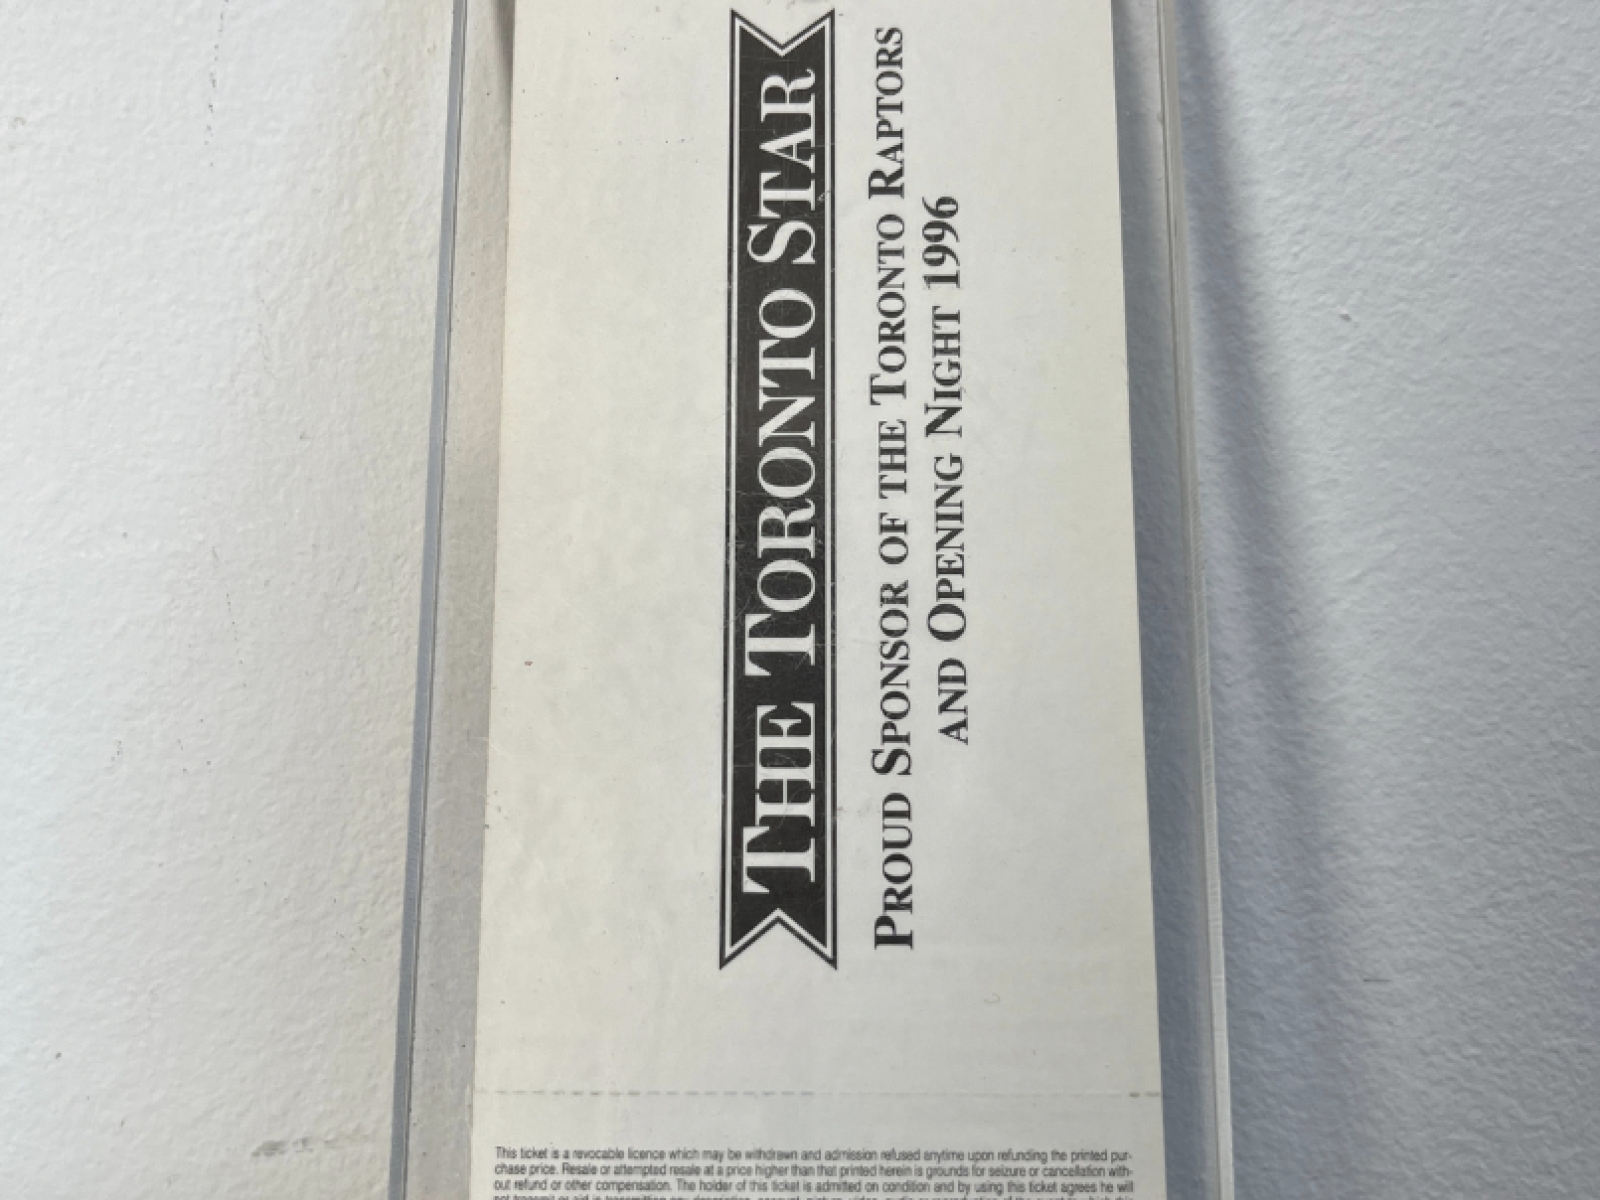 THE TORONTO STAR
PROUD SPONSOR OF THE TORONTO RAPTORS
AND OPENING NIGHT 1996
This ticket is a revocable licence which may be withdrawn and admission refused anytime upon refunding the printed pur-
chase price. Resale or attempted resale at a price higher than that printed herein is grounds for seizure or cancellation with-
out refund or other compensation. The holder of this ticket is admitted on condition and by using this ticket agrees he will